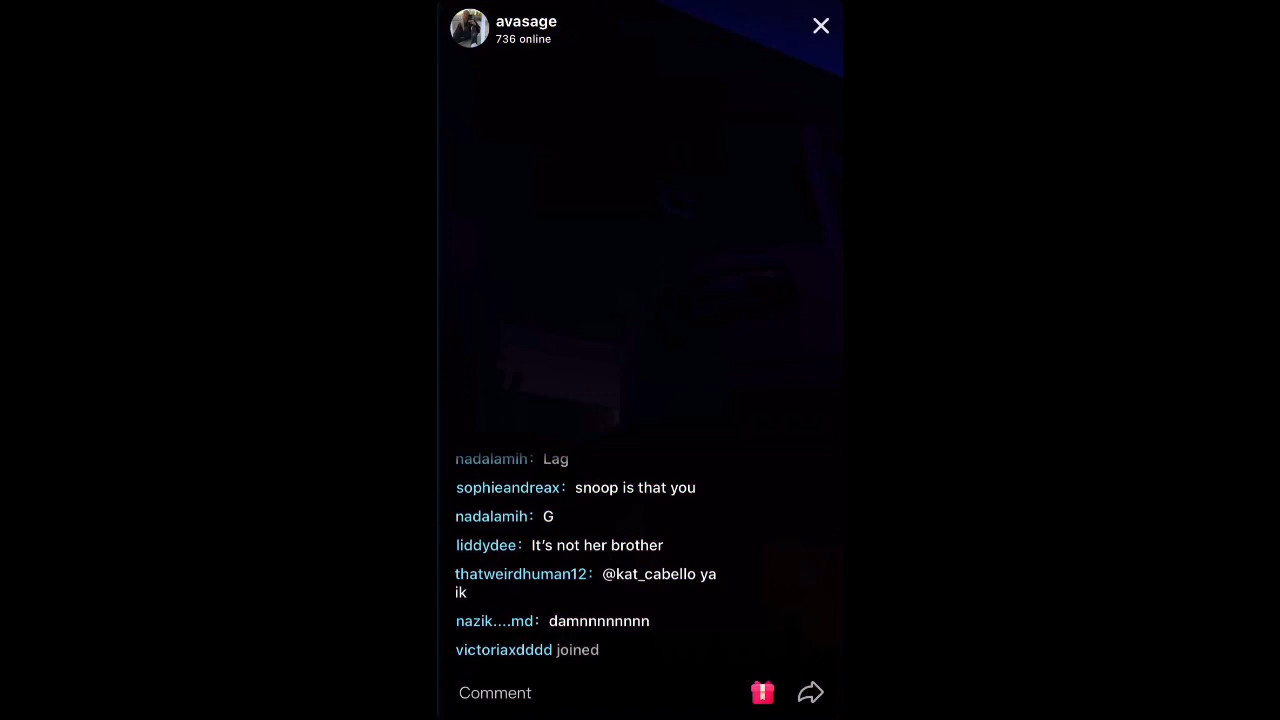 avasage
736 online
nadalamih: Lag
sophieandreax: snoop is that you
nadalamih: G
liddydee: It's not her brother
thatweirdhuman12: @kat_cabello ya
ik
nazik....md: damnnnnnnnn
victoriaxdddd joined
Comment